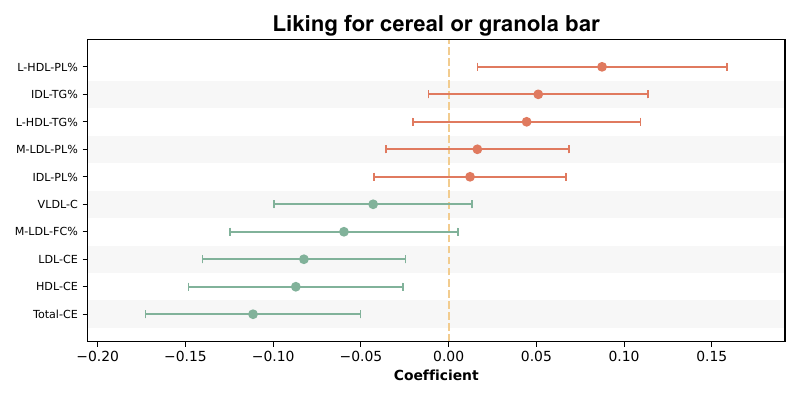 Liking for cereal or granola bar
L-HDL-PL%
IDL-TG%
L-HDL-TG%
M-LDL-PL%
IDL-PL%
VLDL-C
M-LDL-FC%
LDL-CE
HDL-CE
Total-CE
−0.20 −0.15 −0.10 −0.05 0.00 0.05 0.10 0.15
Coefficient